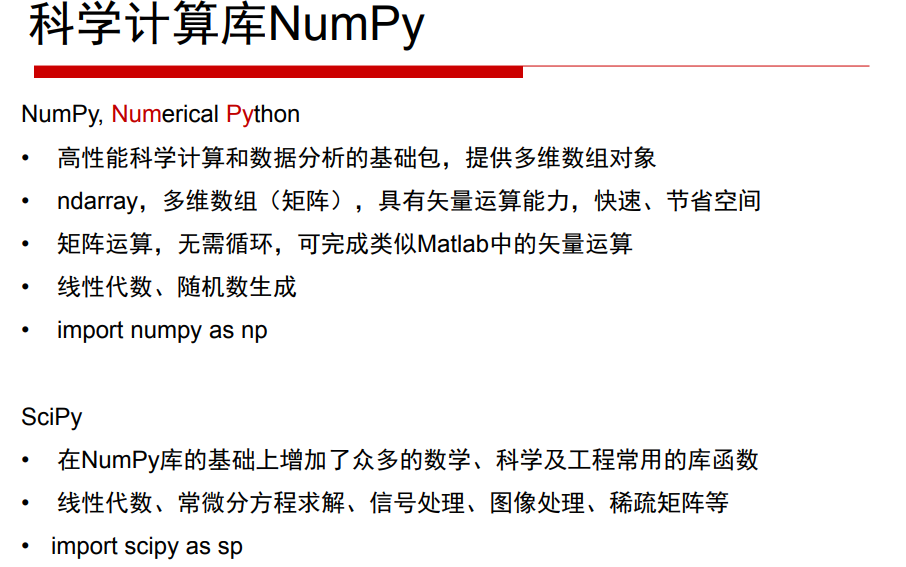 科学计算库NumPy
NumPy, Numerical Python
• 高性能科学计算和数据分析的基础包，提供多维数组对象
• ndarray，多维数组（矩阵），具有矢量运算能力，快速、节省空间
• 矩阵运算，无需循环，可完成类似Matlab中的矢量运算
• 线性代数、随机数生成
• import numpy as np
SciPy
• 在NumPy库的基础上增加了众多的数学、科学及工程常用的库函数
• 线性代数、常微分方程求解、信号处理、图像处理、稀疏矩阵等
• import scipy as sp